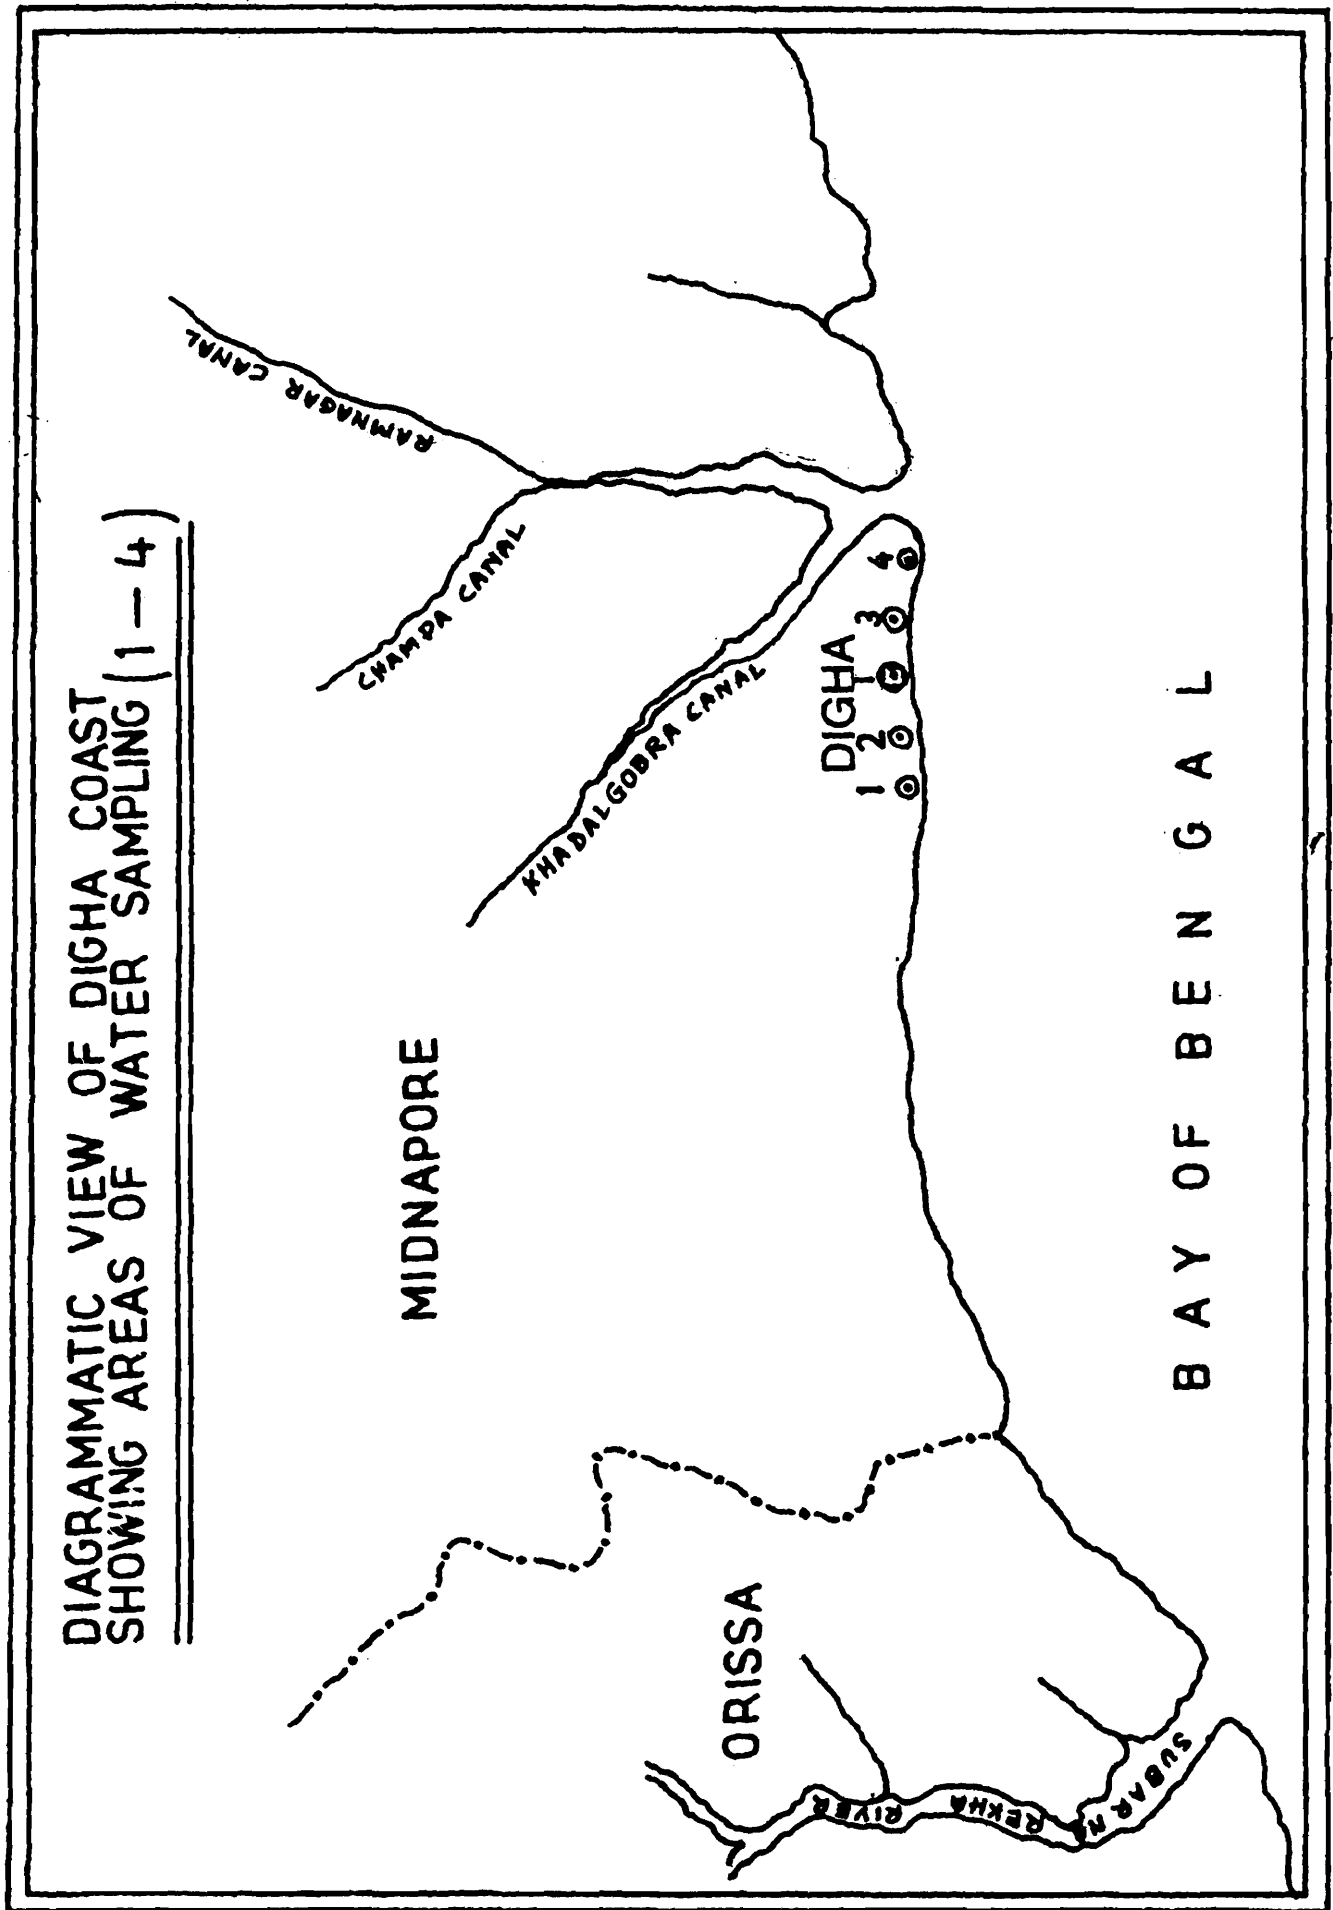 DIAGRAMMATIC VIEW OF DIGHA COAST
SHOWING AREAS OF WATER SAMPLING (1-4)
RAMNAGAR CANAL
CHAMPA CANAL
KHADALGOBRA CANAL
MIDNAPORE
DIGHA
1 2 1 3 4
ORISSA
SUBARNA REKHA RIVER
BAY OF BENGAL